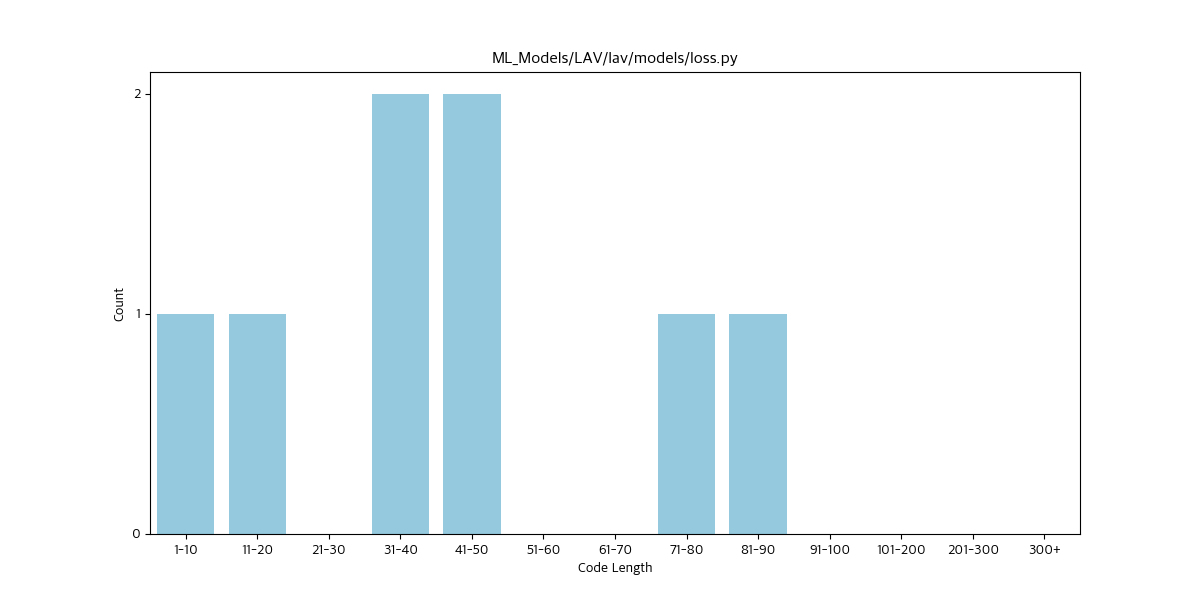 ML_Models/LAV/lav/models/loss.py
Count
2
1
0
1-10 11-20 21-30 31-40 41-50 51-60 61-70 71-80 81-90 91-100 101-200 201-300 300+
Code Length